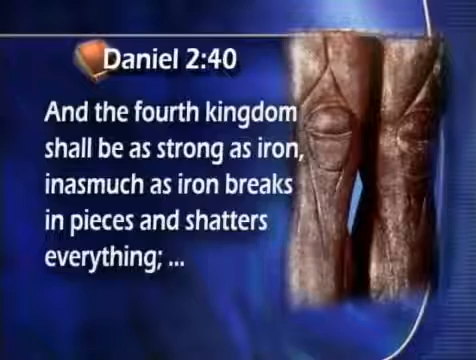 Daniel 2:40
And the fourth kingdom
shall be as strong as iron,
inasmuch as iron breaks
in pieces and shatters
everything; ...